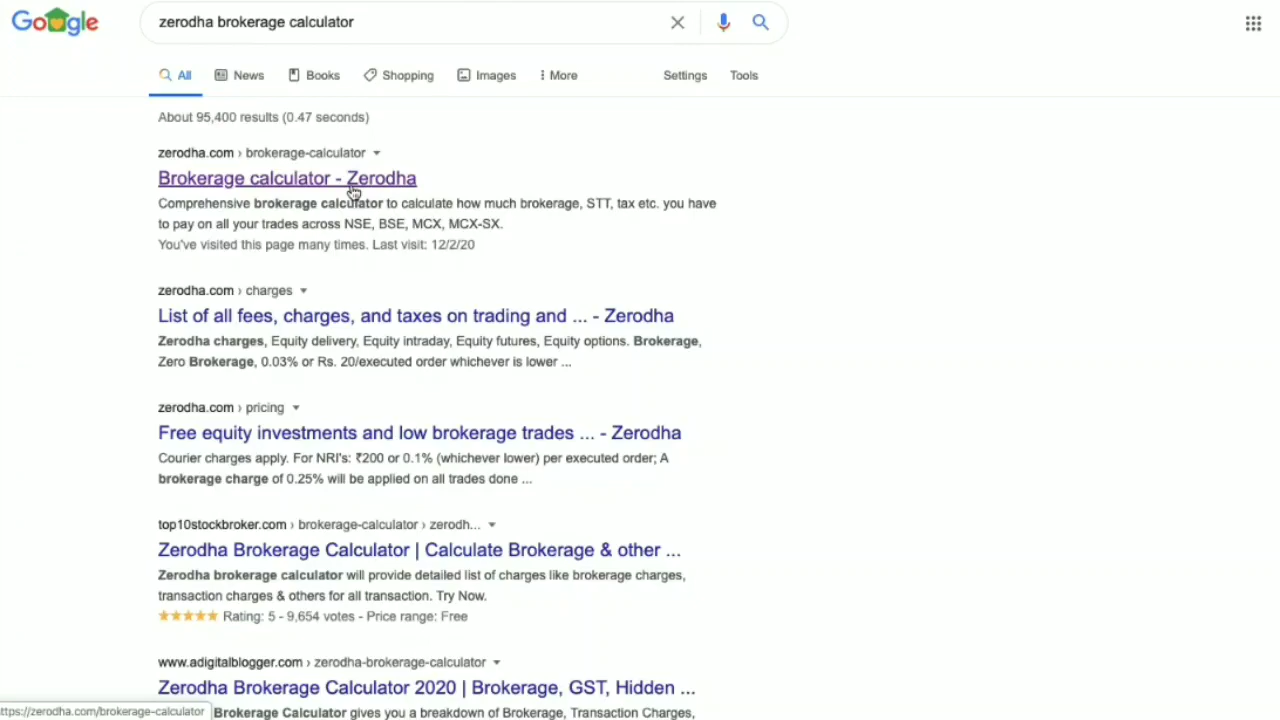 Google
zerodha brokerage calculator
All News Books Shopping Images More Settings Tools
About 95,400 results (0.47 seconds)
zerodha.com › brokerage-calculator
Brokerage calculator - Zerodha
Comprehensive brokerage calculator to calculate how much brokerage, STT, tax etc. you have
to pay on all your trades across NSE, BSE, MCX, MCX-SX.
You've visited this page many times. Last visit: 12/2/20
zerodha.com › charges
List of all fees, charges, and taxes on trading and ... - Zerodha
Zerodha charges, Equity delivery, Equity intraday, Equity futures, Equity options. Brokerage,
Zero Brokerage, 0.03% or Rs. 20/executed order whichever is lower ...
zerodha.com › pricing
Free equity investments and low brokerage trades ... - Zerodha
Courier charges apply. For NRI's: ₹200 or 0.1% (whichever lower) per executed order; A
brokerage charge of 0.25% will be applied on all trades done ...
top10stockbroker.com › brokerage-calculator › zerodh...
Zerodha Brokerage Calculator | Calculate Brokerage & other ...
Zerodha brokerage calculator will provide detailed list of charges like brokerage charges,
transaction charges & others for all transaction. Try Now.
Rating: 5 - 9,654 votes - Price range: Free
www.adigitalblogger.com › zerodha-brokerage-calculator
Zerodha Brokerage Calculator 2020 | Brokerage, GST, Hidden ...
Brokerage Calculator gives you a breakdown of Brokerage, Transaction Charges,
ttps://zerodha.com/brokerage-calculator